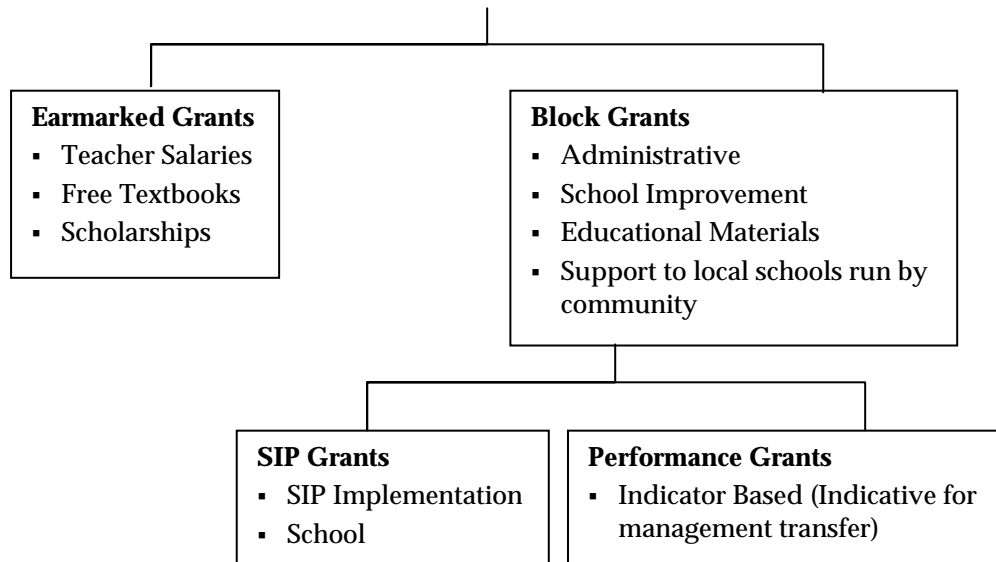 Earmarked Grants
▪ Teacher Salaries
▪ Free Textbooks
▪ Scholarships
Block Grants
▪ Administrative
▪ School Improvement
▪ Educational Materials
▪ Support to local schools run by
community
SIP Grants
▪ SIP Implementation
▪ School
Performance Grants
▪ Indicator Based (Indicative for
management transfer)